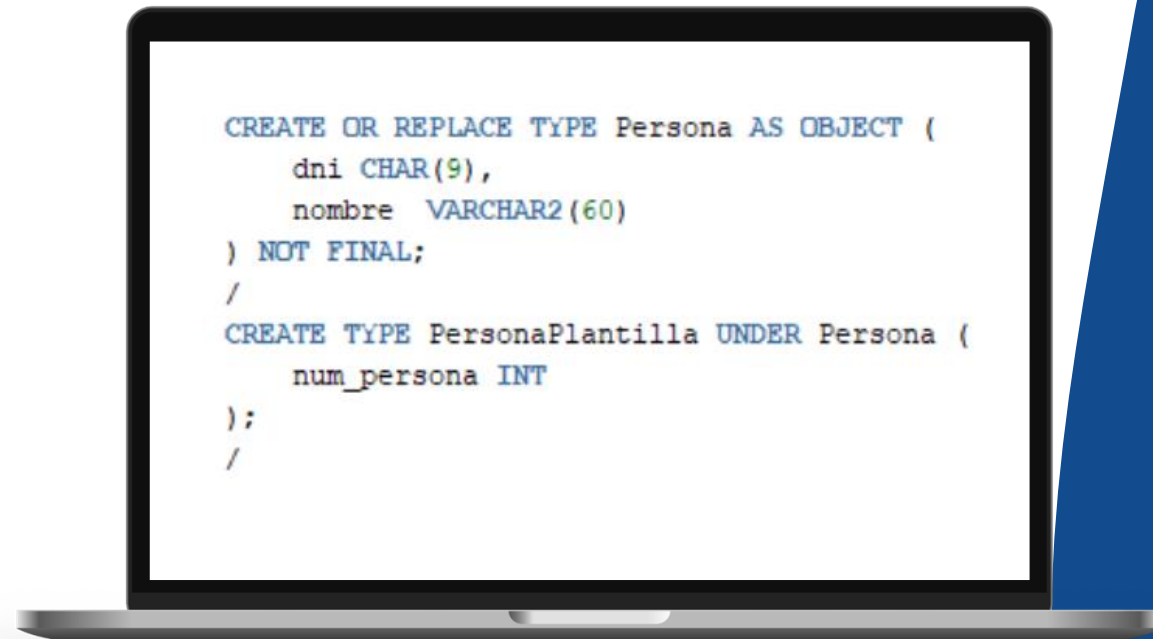 CREATE OR REPLACE TYPE Persona AS OBJECT (
    dni CHAR(9),
    nombre  VARCHAR2(60)
) NOT FINAL;
/
CREATE TYPE PersonaPlantilla UNDER Persona (
    num_persona INT
);
/